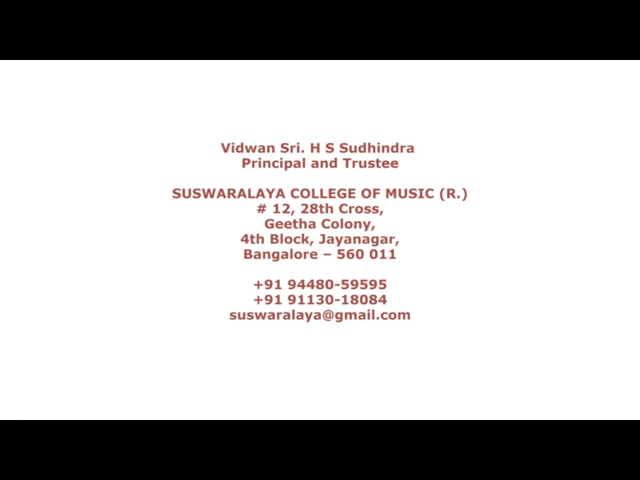 Vidwan Sri. H S Sudhindra
Principal and Trustee
SUSWARALAYA COLLEGE OF MUSIC (R.)
# 12, 28th Cross,
Geetha Colony,
4th Block, Jayanagar,
Bangalore – 560 011
+91 94480-59595
+91 91130-18084
suswaralaya@gmail.com